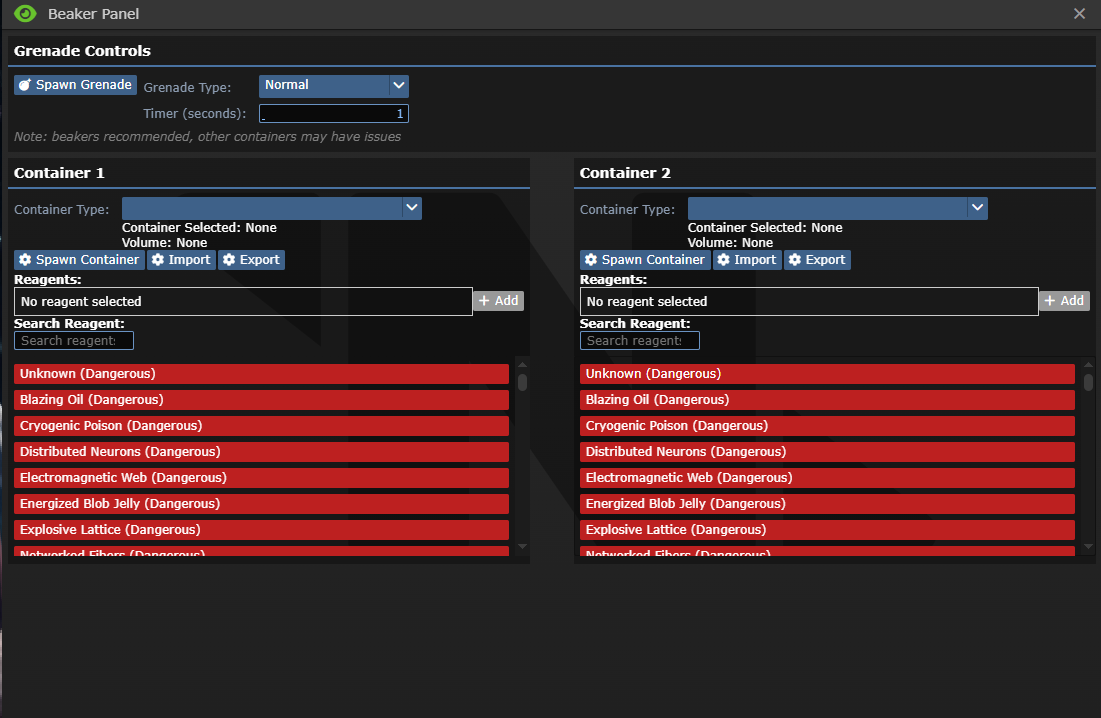 Beaker Panel
Grenade Controls
Spawn Grenade Grenade Type: Normal
Timer (seconds): 1
Note: beakers recommended, other containers may have issues
Container 1
Container Type:
Container Selected: None
Volume: None
Spawn Container Import Export
Reagents:
No reagent selected + Add
Search Reagent:
Search reagent:
Unknown (Dangerous)
Blazing Oil (Dangerous)
Cryogenic Poison (Dangerous)
Distributed Neurons (Dangerous)
Electromagnetic Web (Dangerous)
Energized Blob Jelly (Dangerous)
Explosive Lattice (Dangerous)
Networked Fibers (Dangerous)
Container 2
Container Type:
Container Selected: None
Volume: None
Spawn Container Import Export
Reagents:
No reagent selected + Add
Search Reagent:
Search reagent:
Unknown (Dangerous)
Blazing Oil (Dangerous)
Cryogenic Poison (Dangerous)
Distributed Neurons (Dangerous)
Electromagnetic Web (Dangerous)
Energized Blob Jelly (Dangerous)
Explosive Lattice (Dangerous)
Networked Fibers (Dangerous)